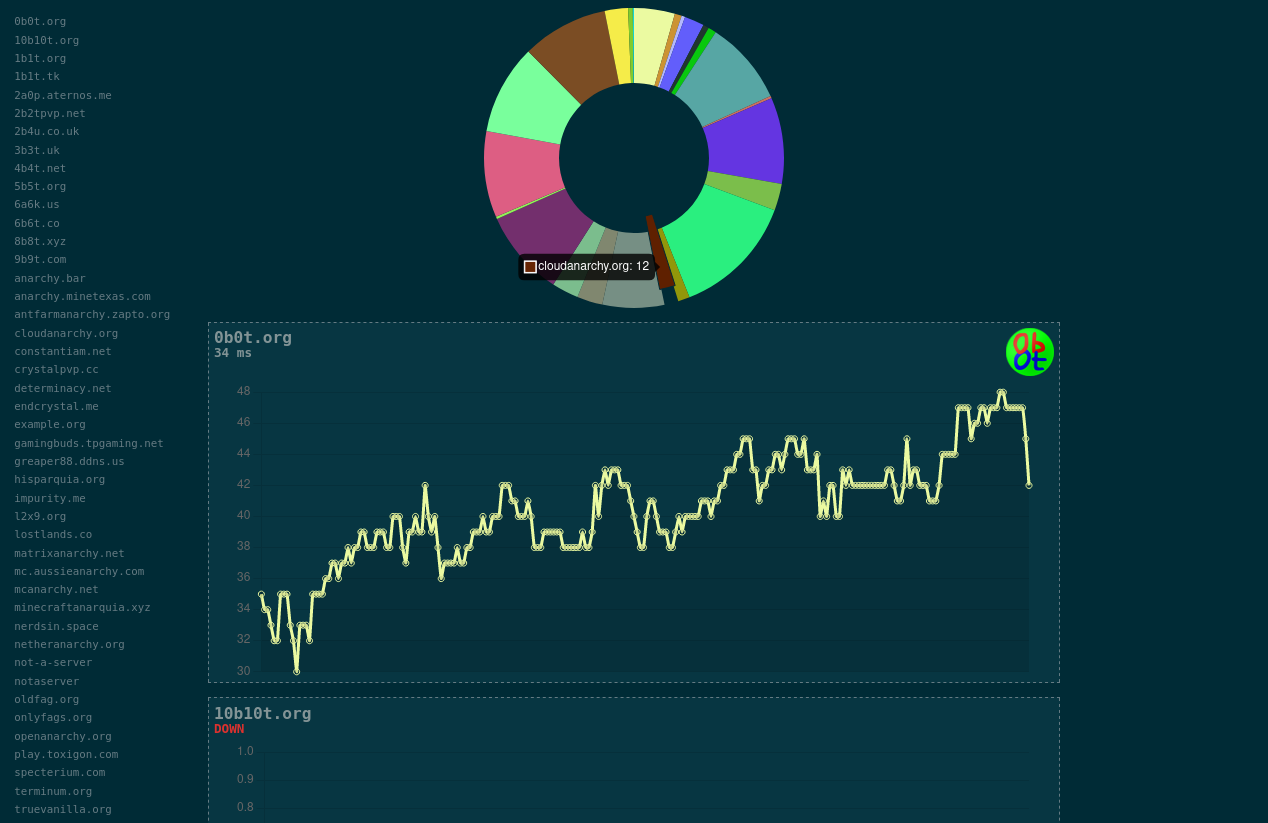 0b0t.org
10b10t.org
1b1t.org
1b1t.tk
2a0p.aternos.me
2b2tpvp.net
2b4u.co.uk
3b3t.uk
4b4t.net
5b5t.org
6a6k.us
6b6t.co
8b8t.xyz
9b9t.com
anarchy.bar
anarchy.minetexas.com
antfarmanarchy.zapto.org
cloudanarchy.org
constantiam.net
crystalpvp.cc
determinacy.net
endcrystal.me
example.org
gamingbuds.tpgaming.net
greaper88.ddns.us
hisparquia.org
impurity.me
l2x9.org
lostlands.co
matrixanarchy.net
mc.aussieanarchy.com
mcanarchy.net
minecraftanarquia.xyz
nerdsin.space
netheranarchy.org
not-a-server
notaserver
oldfag.org
onlyfags.org
openanarchy.org
play.toxigon.com
specterium.com
terminum.org
truevanilla.org
cloudanarchy.org: 12
0b0t.org
34 ms
0b
0t
48
46
44
42
40
38
36
34
32
30
10b10t.org
DOWN
1.0
0.9
0.8